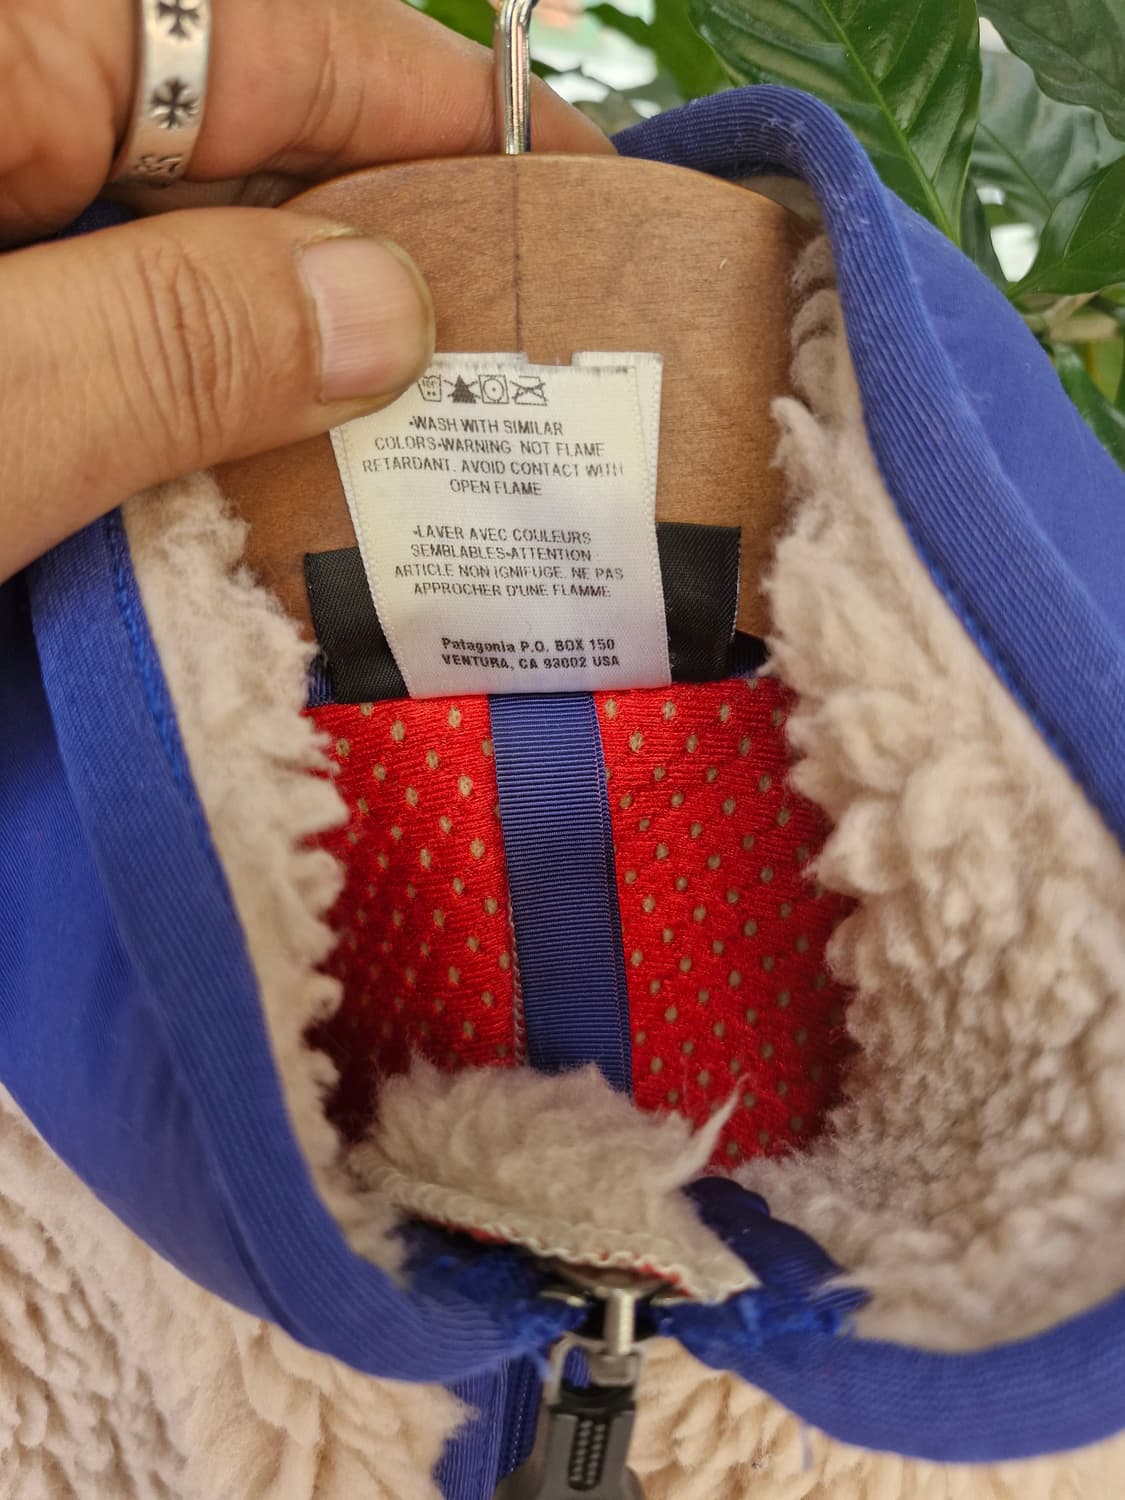 •WASH WITH SIMILAR
COLORS•WARNING NOT FLAME
RETARDANT. AVOID CONTACT WITH
OPEN FLAME
•LAVER AVEC COULEURS
SEMBLABLES•ATTENTION
ARTICLE NON IGNIFUGE. NE PAS
APPROCHER D'UNE FLAMME
Patagonia P.O. BOX 150
VENTURA, CA 93002 USA